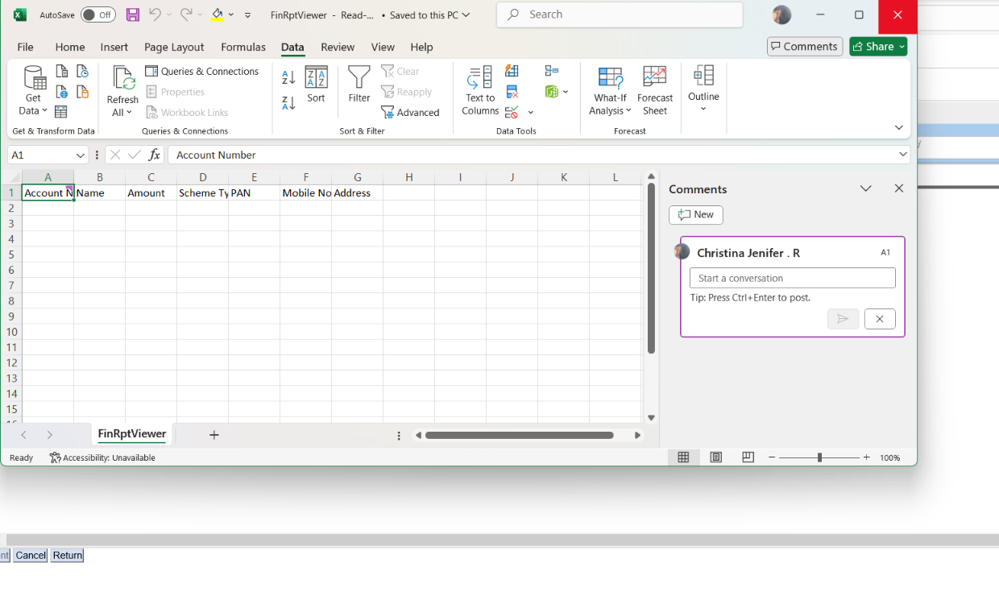 AutoSave Off FinRptViewer - Read-... • Saved to this PC Search
File Home Insert Page Layout Formulas Data Review View Help Comments Share
Get Data
Refresh All
Queries & Connections
Properties
Workbook Links
Sort
Filter
Clear
Reapply
Advanced
Text to Columns
What-If Analysis
Forecast Sheet
Outline
Get & Transform Data Queries & Connections Sort & Filter Data Tools Forecast
A1 fx Account Number
A B C D E F G H I J K L
1 Account N Name Amount Scheme Ty PAN Mobile No Address
2
3
4
5
6
7
8
9
10
11
12
13
14
15
Comments
New
Christina Jenifer . R A1
Start a conversation
Tip: Press Ctrl+Enter to post.
FinRptViewer
Ready Accessibility: Unavailable 100%
nt Cancel Return